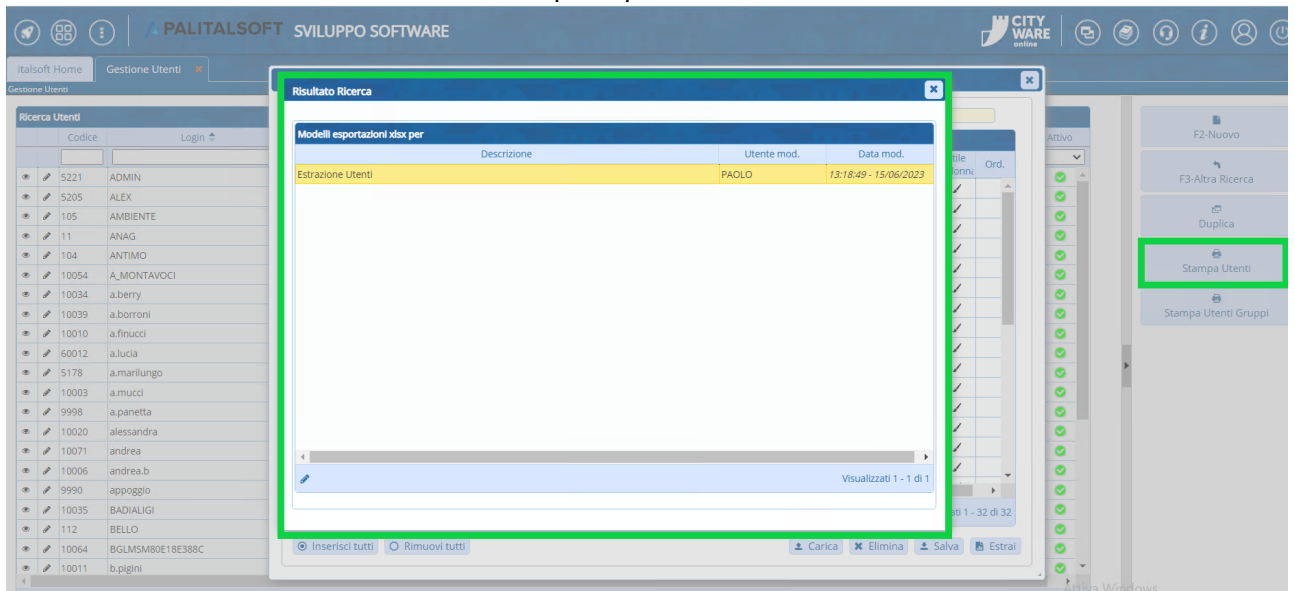 PALITALSOFT SVILUPPO SOFTWARE
CITY
WARE
online
italsoft Home
Gestione Utenti
Gestione Utenti
Ricerca Utenti
Codice Login Attivo
5221 ADMIN
5205 ALEX
105 AMBIENTE
11 ANAG
104 ANTIMO
10054 A_MONTAVOCI
10034 a.berry
10039 a.borroni
10010 a.finucci
60012 a.lucia
5178 a.marilungo
10003 a.mucci
9998 a.panetta
10020 alessandra
10071 andrea
10006 andrea.b
9990 appoggio
10035 BADIALIGI
112 BELLO
10064 BGLMSM80E18E388C
10011 b.pigini
Risultato Ricerca
Modelli esportazioni xlsx per
Descrizione Utente mod. Data mod.
Estrazione Utenti PAOLO 13:18:49 - 15/06/2023
Visualizzati 1 - 1 di 1
Ord.
1 - 32 di 32
Inserisci tutti Rimuovi tutti Carica Elimina Salva Estrai
F2-Nuovo
F3-Altra Ricerca
Duplica
Stampa Utenti
Stampa Utenti Gruppi